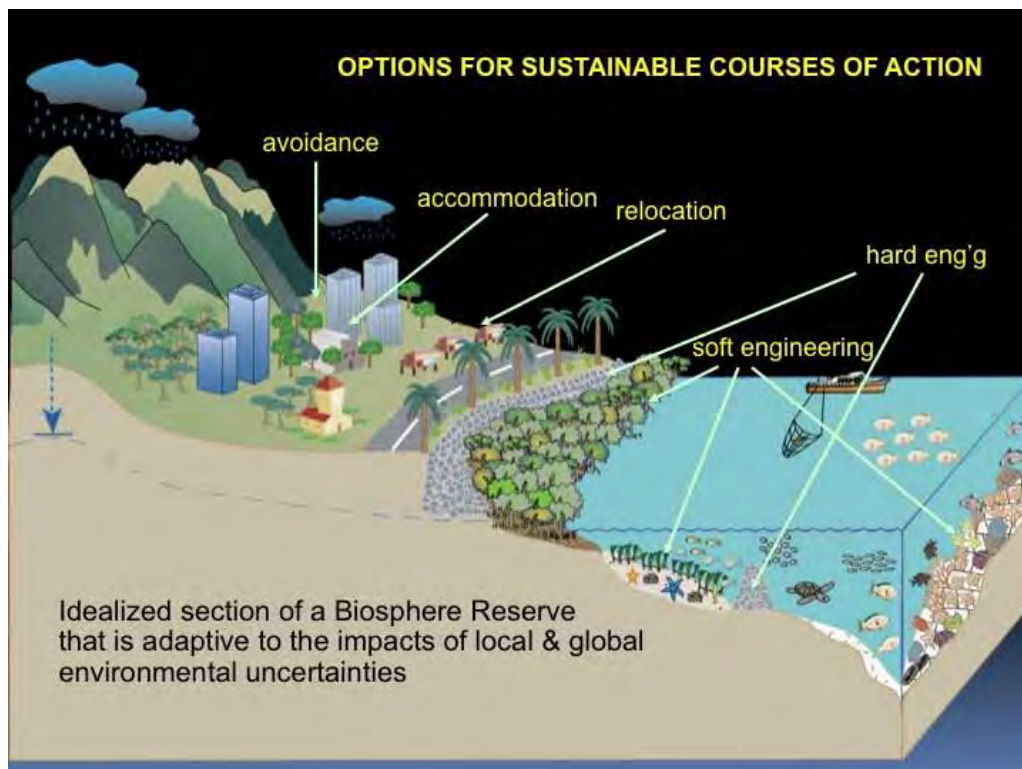 OPTIONS FOR SUSTAINABLE COURSES OF ACTION
avoidance
accommodation
relocation
hard eng'g
soft engineering
Idealized section of a Biosphere Reserve
that is adaptive to the impacts of local & global
environmental uncertainties